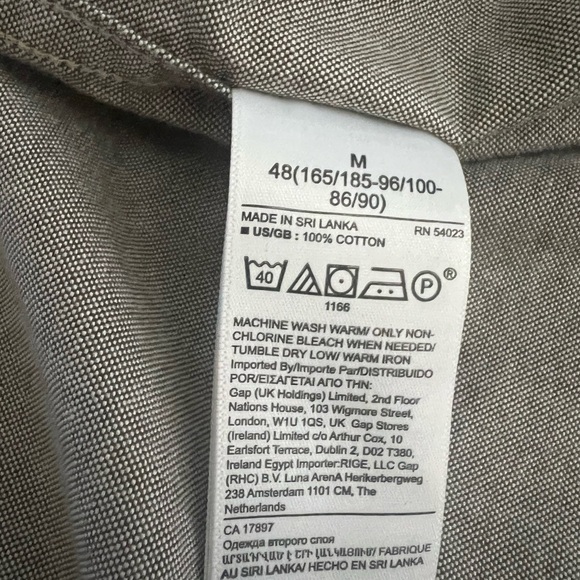 M
48(165/185-96/100-
86/90)
MADE IN SRI LANKA RN 54023
■ US/GB : 100% COTTON
40 P ®
1166
MACHINE WASH WARM/ ONLY NON-
CHLORINE BLEACH WHEN NEEDED/
TUMBLE DRY LOW/ WARM IRON
Imported By/Importe Par/DISTRIBUIDO
POR/ΕΙΣΑΓΕΤΑΙ ΑΠΟ ΤΗΝ:
Gap (UK Holdings) Limited, 2nd Floor
Nations House, 103 Wigmore Street,
London, W1U 1QS, UK Gap Stores
(Ireland) Limited c/o Arthur Cox, 10
Earlsfort Terrace, Dublin 2, D02 T380,
Ireland Egypt Importer:RIGE, LLC Gap
(RHC) B.V. Luna ArenA Herikerbergweg
238 Amsterdam 1101 CM, The
Netherlands
CA 17897
Одежда второго слоя
ԱՐՏԱԴՐՎԱԾ Է ՇՐԻ ԼԱՆԿԱՅՈՒՄ/ FABRIQUE
AU SIRI LANKA/ HECHO EN SRI LANKA